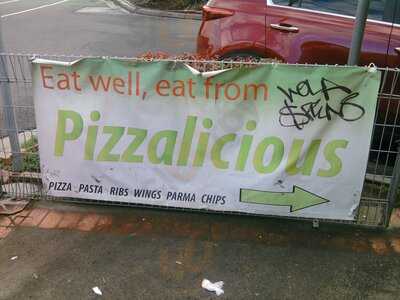 Eat well, eat from
Pizzalicious
PIZZA PASTA RIBS WINGS PARMA CHIPS